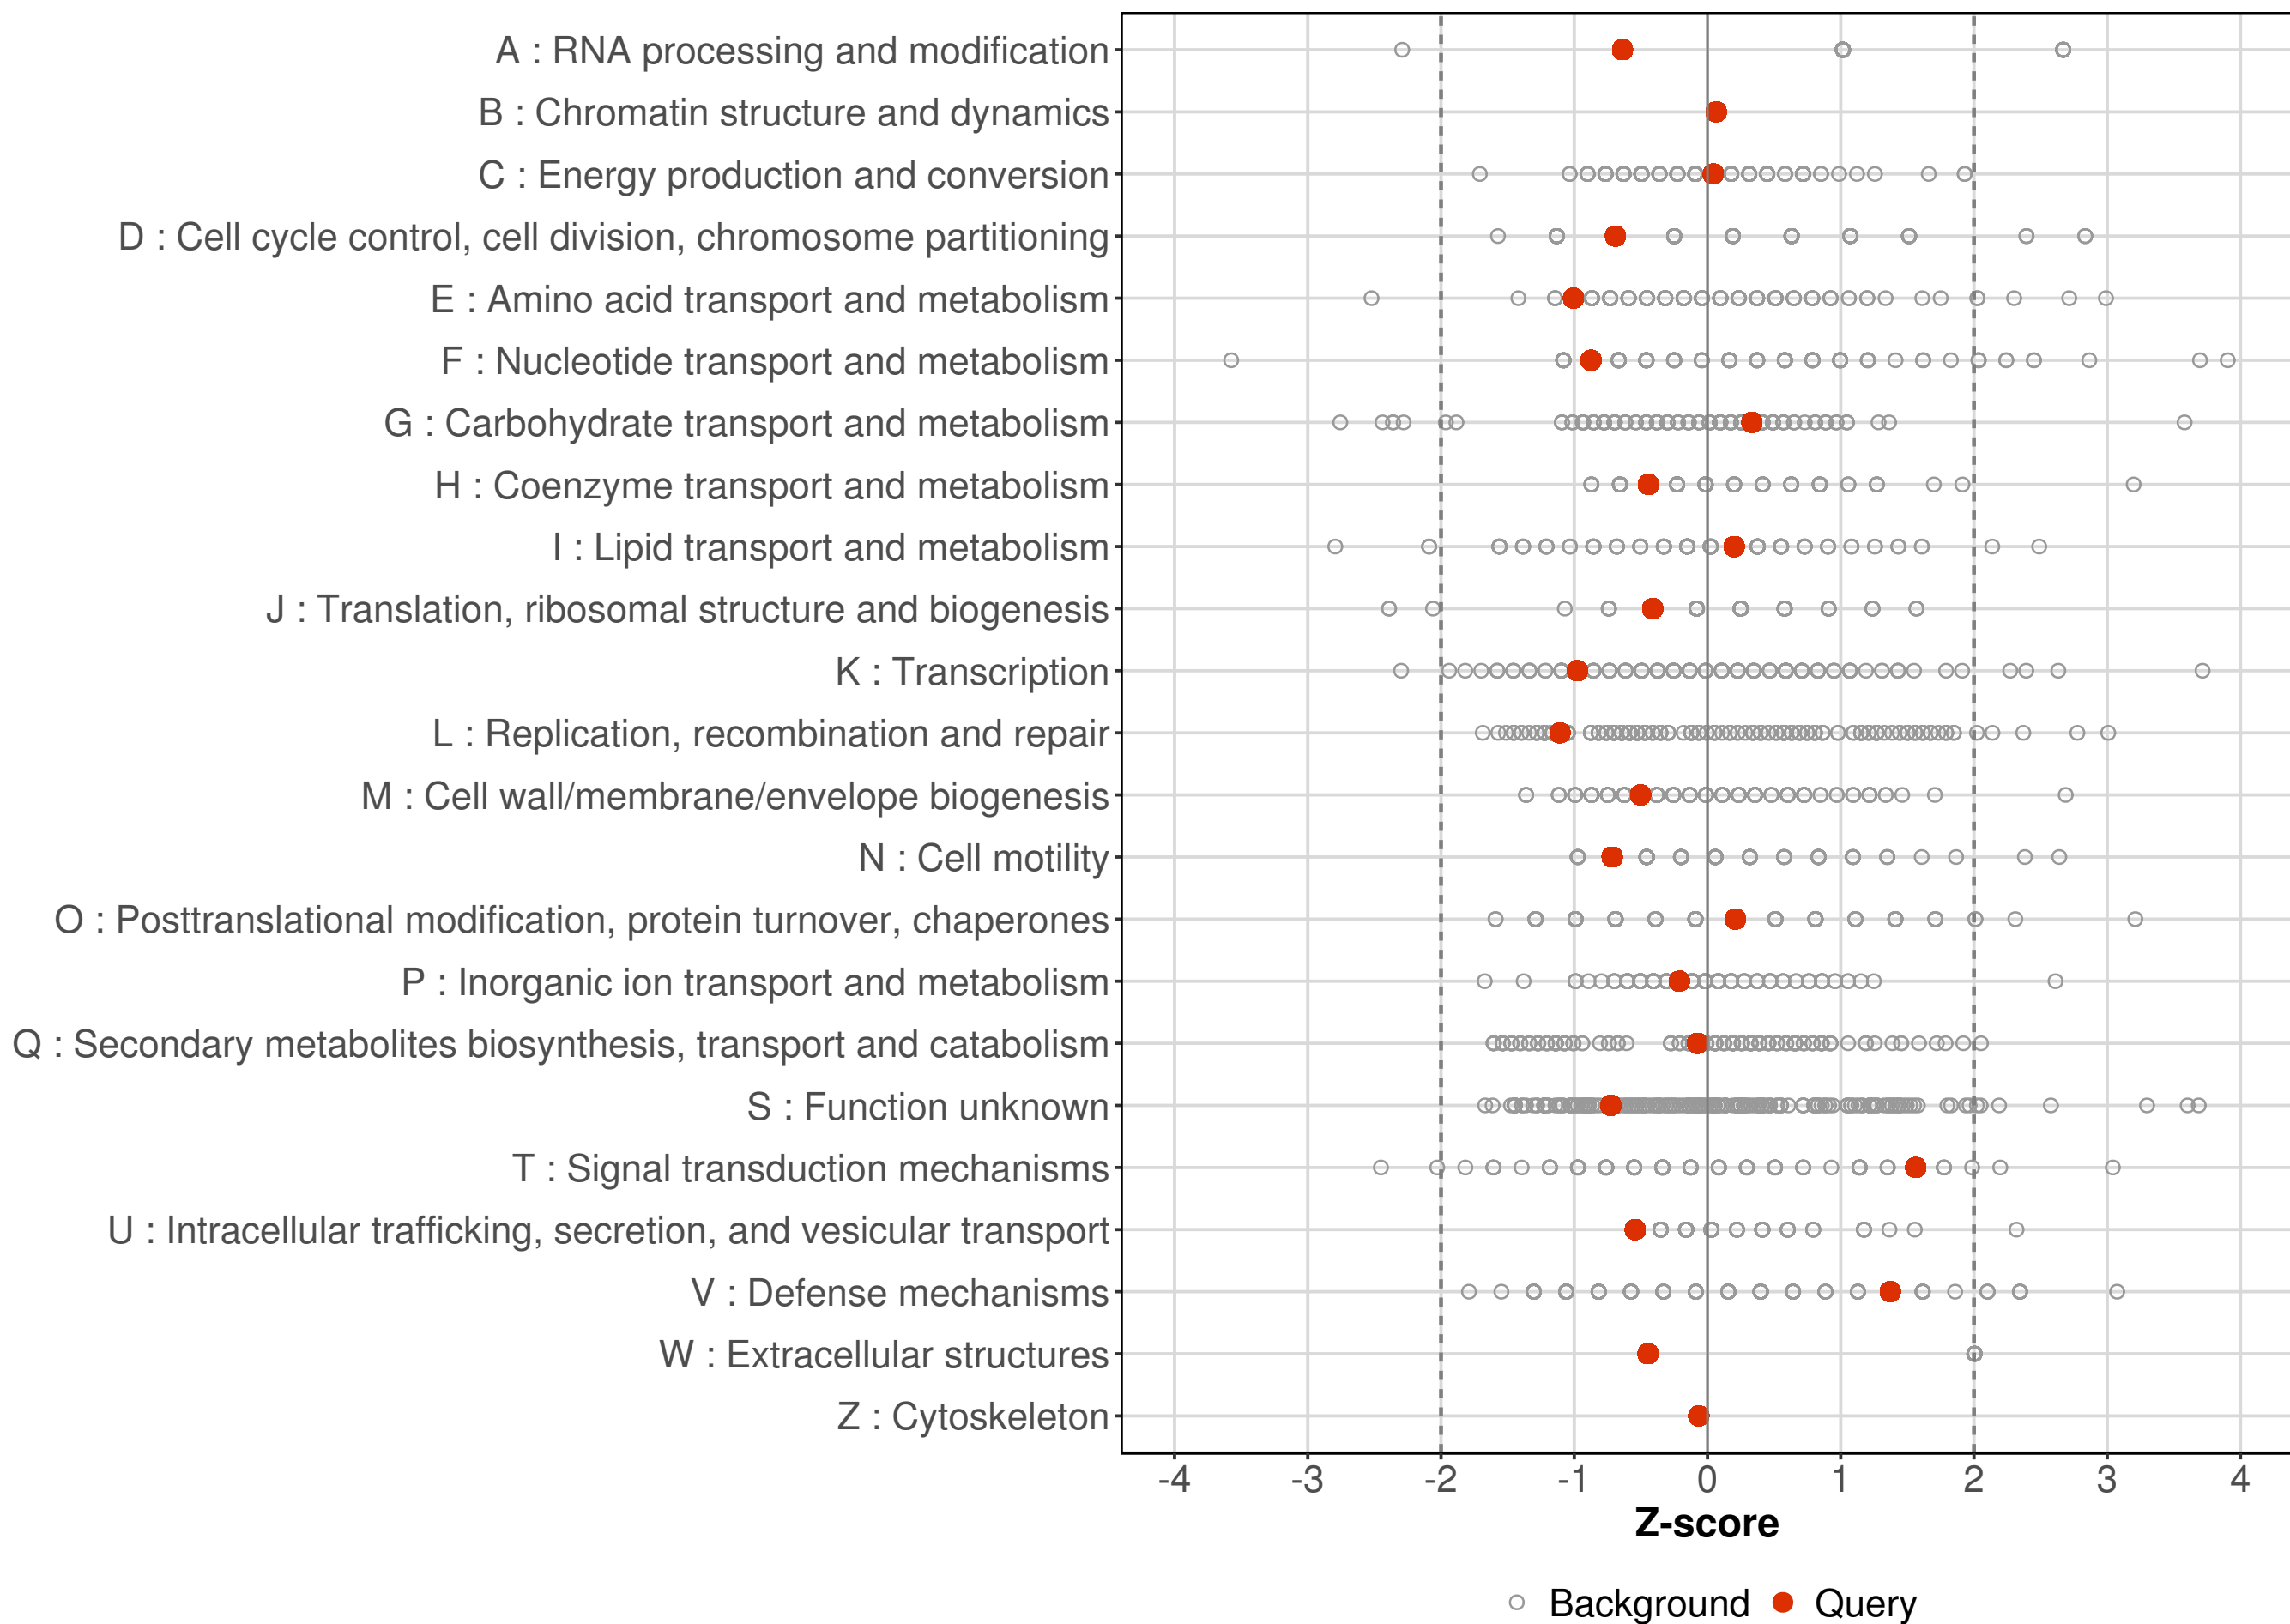 A : RNA processing and modification
B : Chromatin structure and dynamics
C : Energy production and conversion
D : Cell cycle control, cell division, chromosome partitioning
E : Amino acid transport and metabolism
F : Nucleotide transport and metabolism
G : Carbohydrate transport and metabolism
H : Coenzyme transport and metabolism
I : Lipid transport and metabolism
J : Translation, ribosomal structure and biogenesis
K : Transcription
L : Replication, recombination and repair
M : Cell wall/membrane/envelope biogenesis
N : Cell motility
O : Posttranslational modification, protein turnover, chaperones
P : Inorganic ion transport and metabolism
Q : Secondary metabolites biosynthesis, transport and catabolism
S : Function unknown
T : Signal transduction mechanisms
U : Intracellular trafficking, secretion, and vesicular transport
V : Defense mechanisms
W : Extracellular structures
Z : Cytoskeleton
-4 -3 -2 -1 0 1 2 3 4
Z-score
Background Query